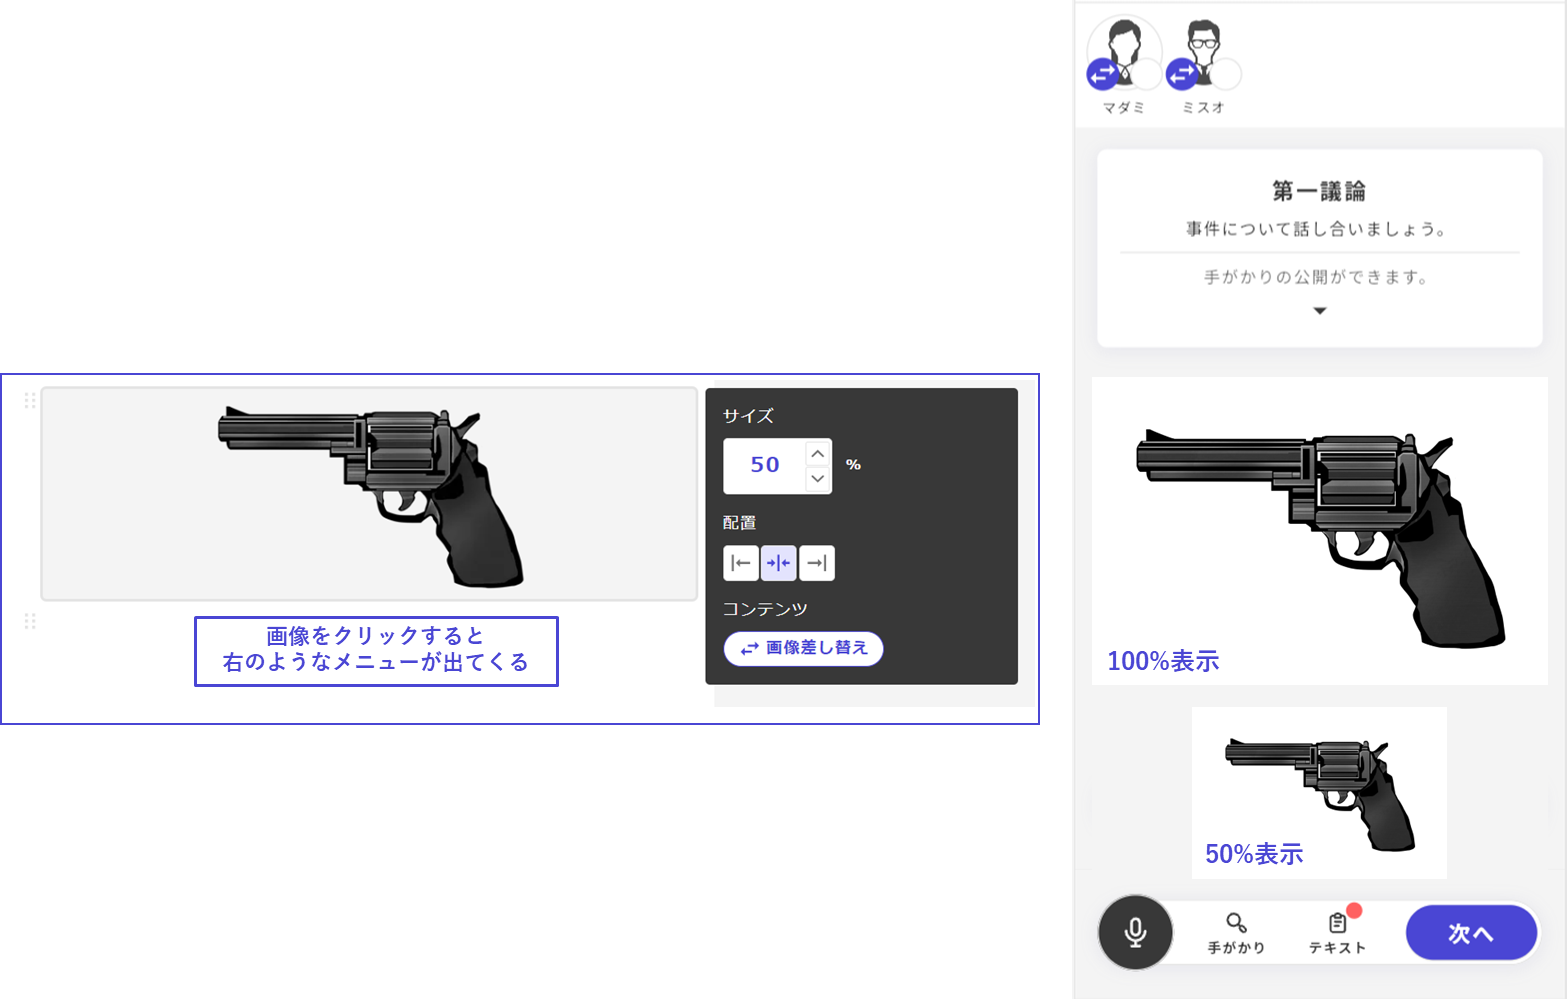 サイズ
50
%
配置
コンテンツ
画像差し替え
画像をクリックすると
右のようなメニューが出てくる
マダミ
ミスオ
第一議論
事件について話し合いましょう。
手がかりの公開ができます。
100%表示
50%表示
手がかり
テキスト
次へ